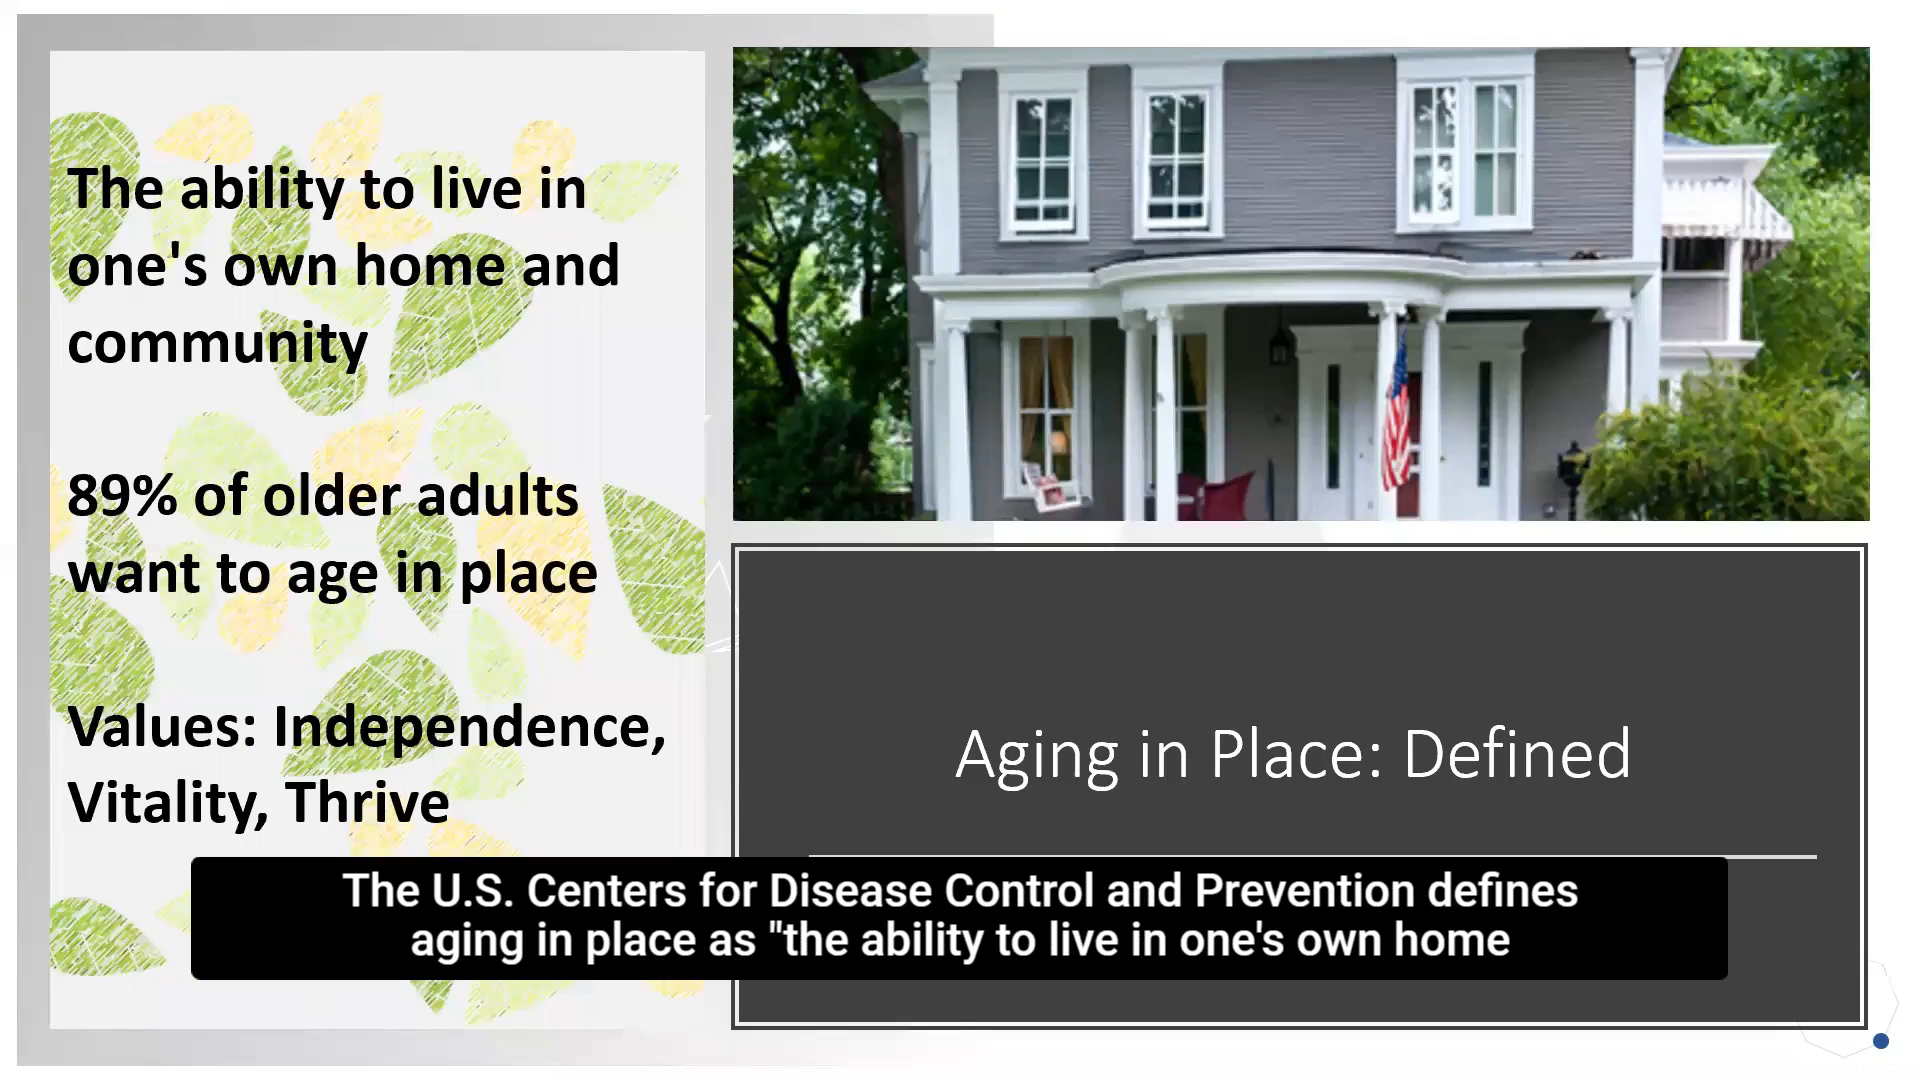 The ability to live in
one's own home and
community
89% of older adults
want to age in place
Values: Independence,
Vitality, Thrive
Aging in Place: Defined
The U.S. Centers for Disease Control and Prevention defines
aging in place as "the ability to live in one's own home